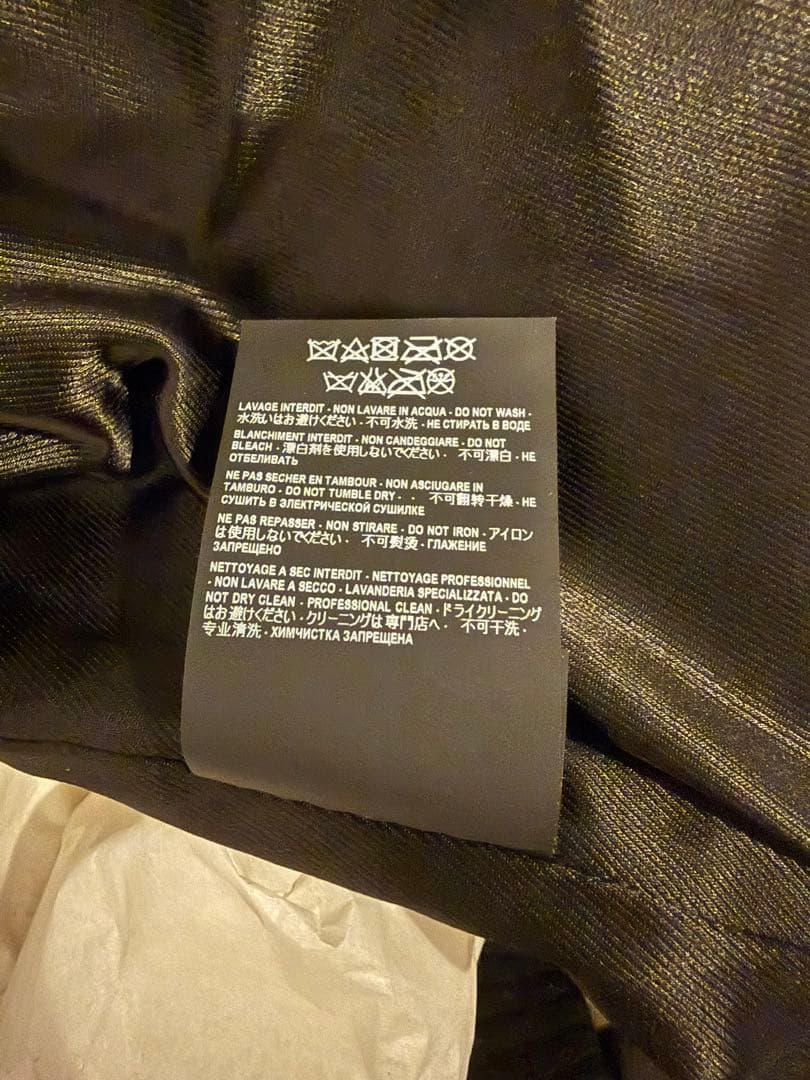 LAVAGE INTERDIT - NON LAVARE IN ACQUA - DO NOT WASH -
水洗いはお避けください · 不可水洗 - НЕ СТИРАТЬ В ВОДЕ
BLANCHIMENT INTERDIT - NON CANDEGGIARE - DO NOT
BLEACH - 漂白剤を使用しないでください · 不可漂白 - НЕ
ОТБЕЛИВАТЬ
NE PAS SECHER EN TAMBOUR - NON ASCIUGARE IN
TAMBURO - DO NOT TUMBLE DRY - · 不可翻转干燥 - НЕ
СУШИТЬ В ЭЛЕКТРИЧЕСКОЙ СУШИЛКЕ
NE PAS REPASSER - NON STIRARE - DO NOT IRON - アイロン
は使用しないでください · 不可熨烫 - ГЛАЖЕНИЕ
ЗАПРЕЩЕНО
NETTOYAGE A SEC INTERDIT - NETTOYAGE PROFESSIONNEL
- NON LAVARE A SECCO - LAVANDERIA SPECIALIZZATA - DO
NOT DRY CLEAN - PROFESSIONAL CLEAN - ドライクリーニング
はお避けください · クリーニングは専門店へ · 不可干洗 -
专业清洗 - ХИМЧИСТКА ЗАПРЕЩЕНА